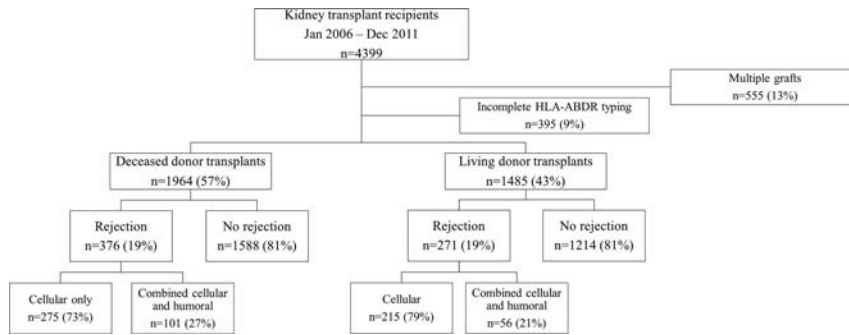 Kidney transplant recipients
Jan 2006 – Dec 2011
n=4399
Multiple grafts
n=555 (13%)
Incomplete HLA-ABDR typing
n=395 (9%)
Deceased donor transplants
n=1964 (57%)
Living donor transplants
n=1485 (43%)
Rejection
n=376 (19%)
No rejection
n=1588 (81%)
Rejection
n=271 (19%)
No rejection
n=1214 (81%)
Cellular only
n=275 (73%)
Combined cellular
and humoral
n=101 (27%)
Cellular
n=215 (79%)
Combined cellular
and humoral
n=56 (21%)